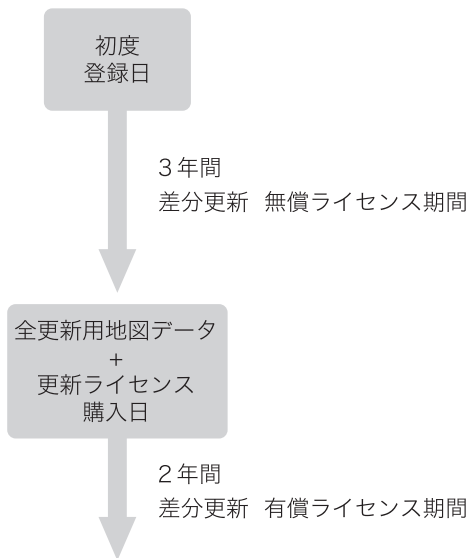 初度
登録日
3年間
差分更新 無償ライセンス期間
全更新用地図データ
+
更新ライセンス
購入日
2年間
差分更新 有償ライセンス期間